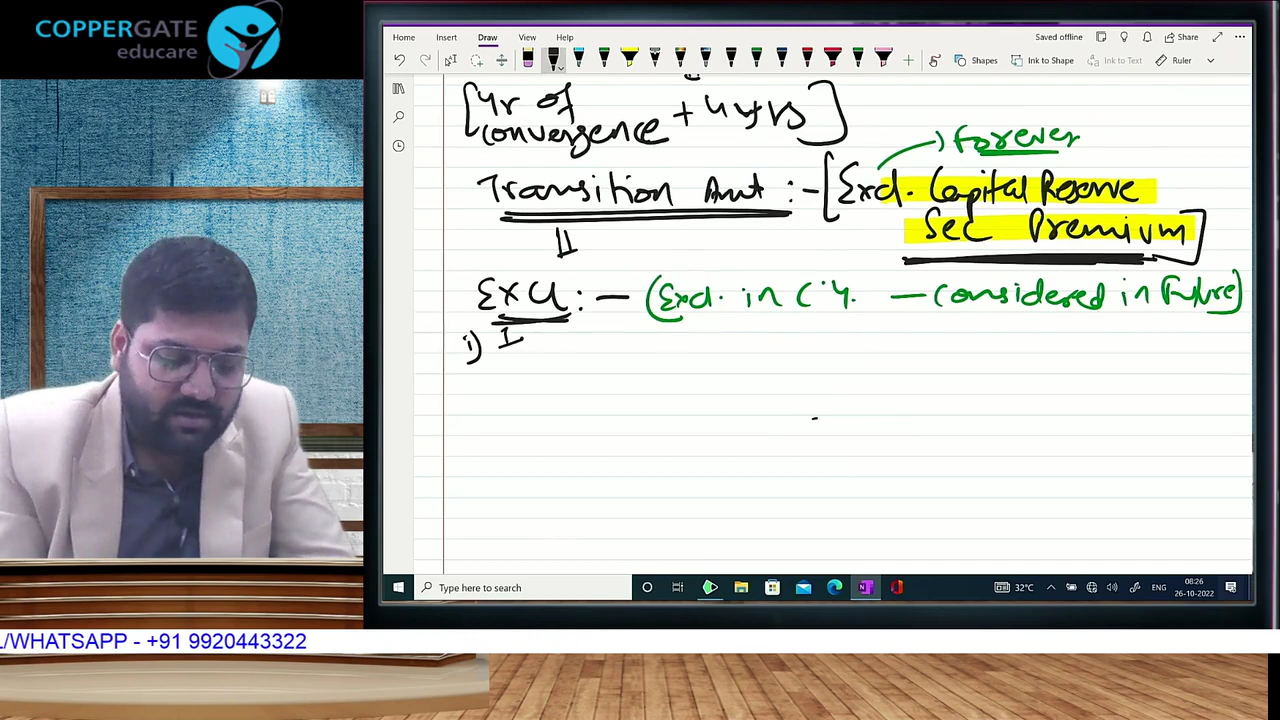 COPPERGATE
educare
Home Insert Draw View Help
Saved offline
Share
Shapes
Ink to Shape
Ink to Text
Ruler
[yr of
convergence + 4 yrs]
Forever
Transition Amt :- [Excl. Capital Reserve
Sec Premium]
Excl :- (Excl. in C.Y. - considered in Future)
i) I
Type here to search
32°C
ENG
08:26
26-10-2022
L/WHATSAPP - +91 9920443322